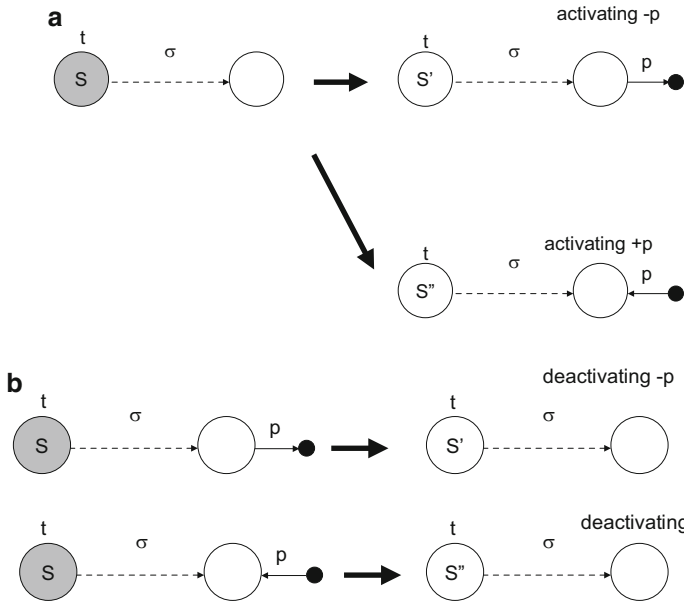 a
activating -p
t
σ
t
σ
p
S
S'
activating +p
t
σ
p
S"
b
deactivating -p
t
σ
p
t
σ
S
S'
deactivating
t
σ
p
t
σ
S
S"